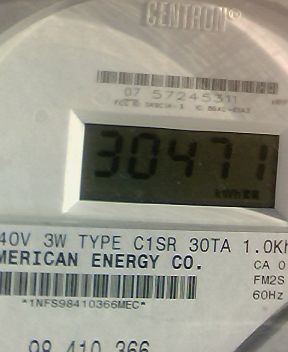 CENTRON®
07 57245311
30471
kWh
40V 3W TYPE C1SR 30TA 1.0Kh
MERICAN ENERGY CO.
CA 0
FM2S
60Hz
*1NFS98410366MEC*
98 410 366